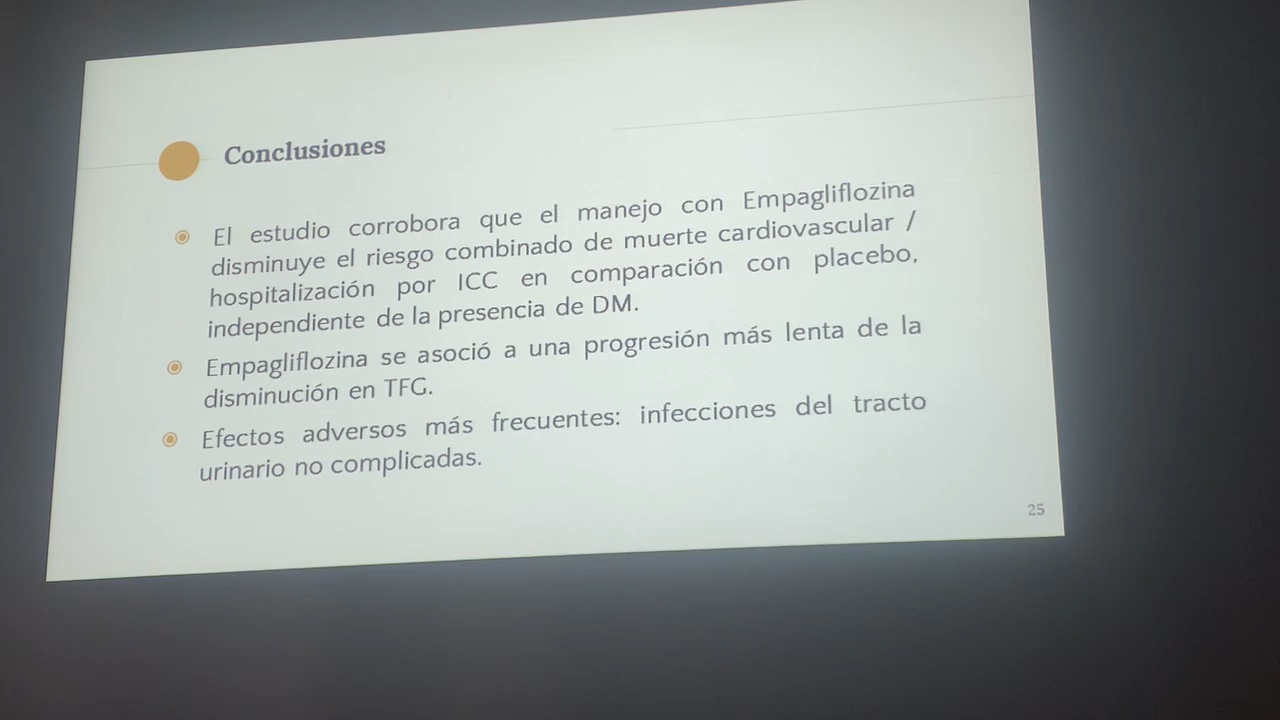 Conclusiones
El estudio corrobora que el manejo con Empagliflozina
disminuye el riesgo combinado de muerte cardiovascular /
hospitalización por ICC en comparación con placebo,
independiente de la presencia de DM.
Empagliflozina se asoció a una progresión más lenta de la
disminución en TFG.
Efectos adversos más frecuentes: infecciones del tracto
urinario no complicadas.
25